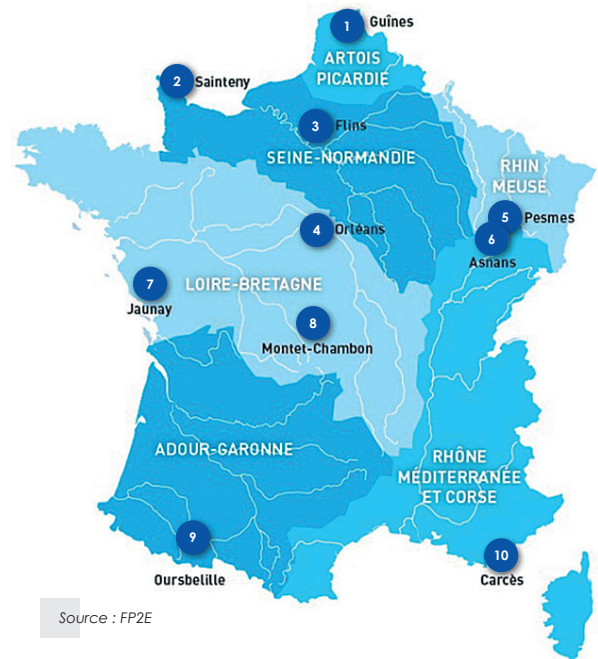 1 Guînes
ARTOIS
PICARDIE
2 Sainteny
3 Flins
SEINE-NORMANDIE
RHIN
MEUSE
5 Pesmes
4 Orléans
6
Asnans
7
Jaunay
LOIRE-BRETAGNE
8
Montet-Chambon
ADOUR-GARONNE
RHÔNE
MÉDITERRANÉE
ET CORSE
9
Oursbelille
10
Carcès
Source : FP2E